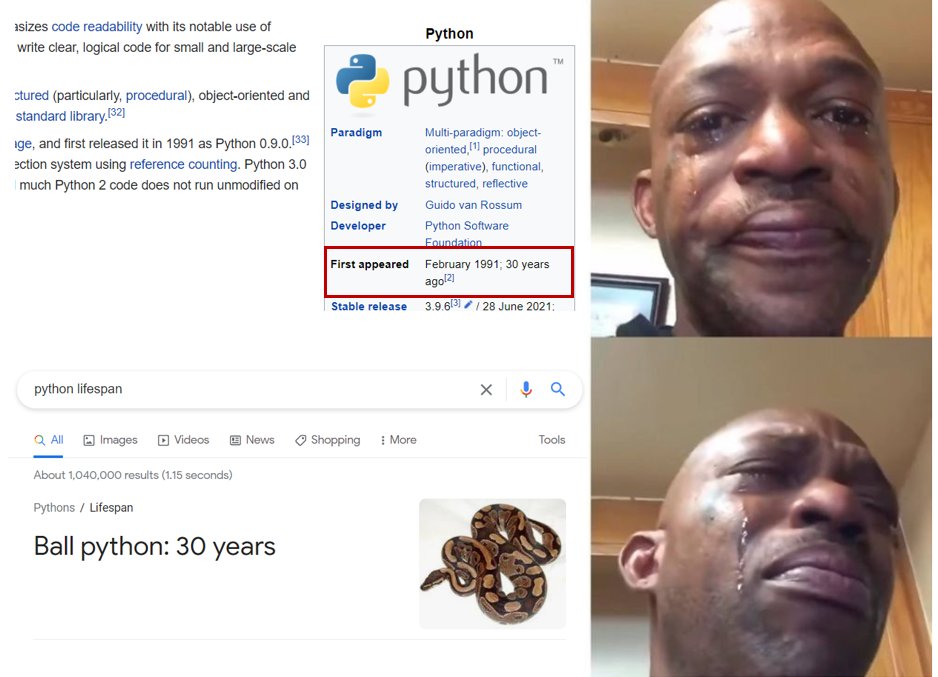 asizes code readability with its notable use of
write clear, logical code for small and large-scale
ctured (particularly, procedural), object-oriented and
standard library.[32]
age, and first released it in 1991 as Python 0.9.0.[33]
ection system using reference counting. Python 3.0
much Python 2 code does not run unmodified on
Python
python™
Paradigm Multi-paradigm: object-
oriented,[1] procedural
(imperative), functional,
structured, reflective
Designed by Guido van Rossum
Developer Python Software
Foundation
First appeared February 1991; 30 years
ago[2]
Stable release 3.9.6[3] / 28 June 2021;
python lifespan
All Images Videos News Shopping More Tools
About 1,040,000 results (1.15 seconds)
Pythons / Lifespan
Ball python: 30 years